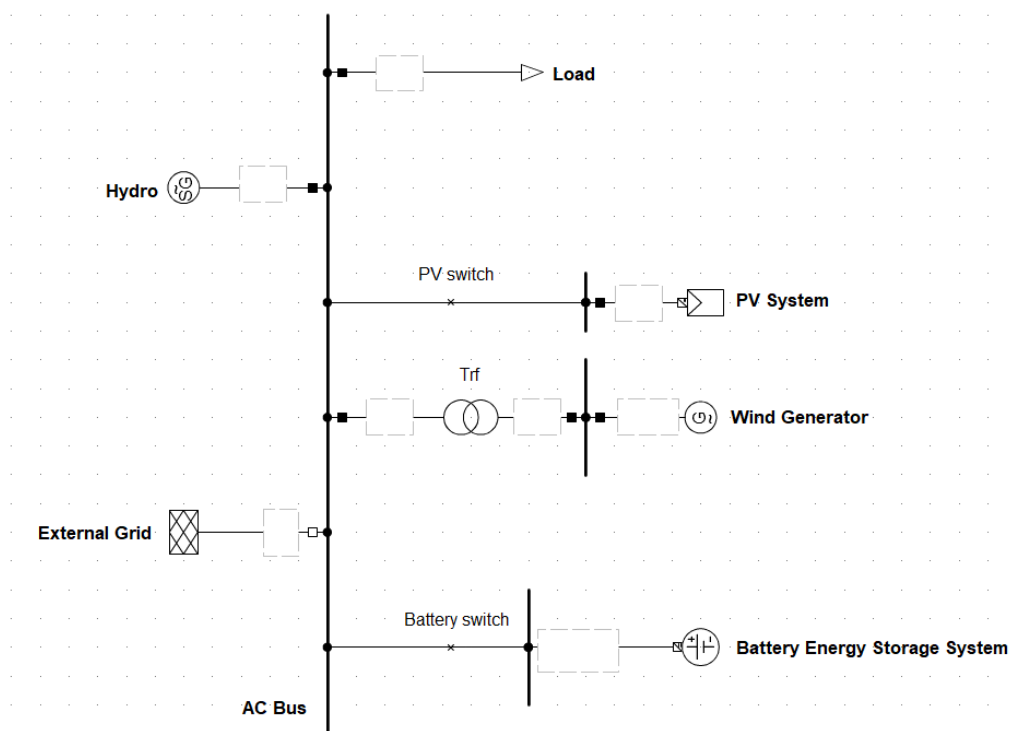 Load
Hydro
SG~
PV switch
PV System
Trf
G~
Wind Generator
External Grid
Battery switch
Battery Energy Storage System
AC Bus